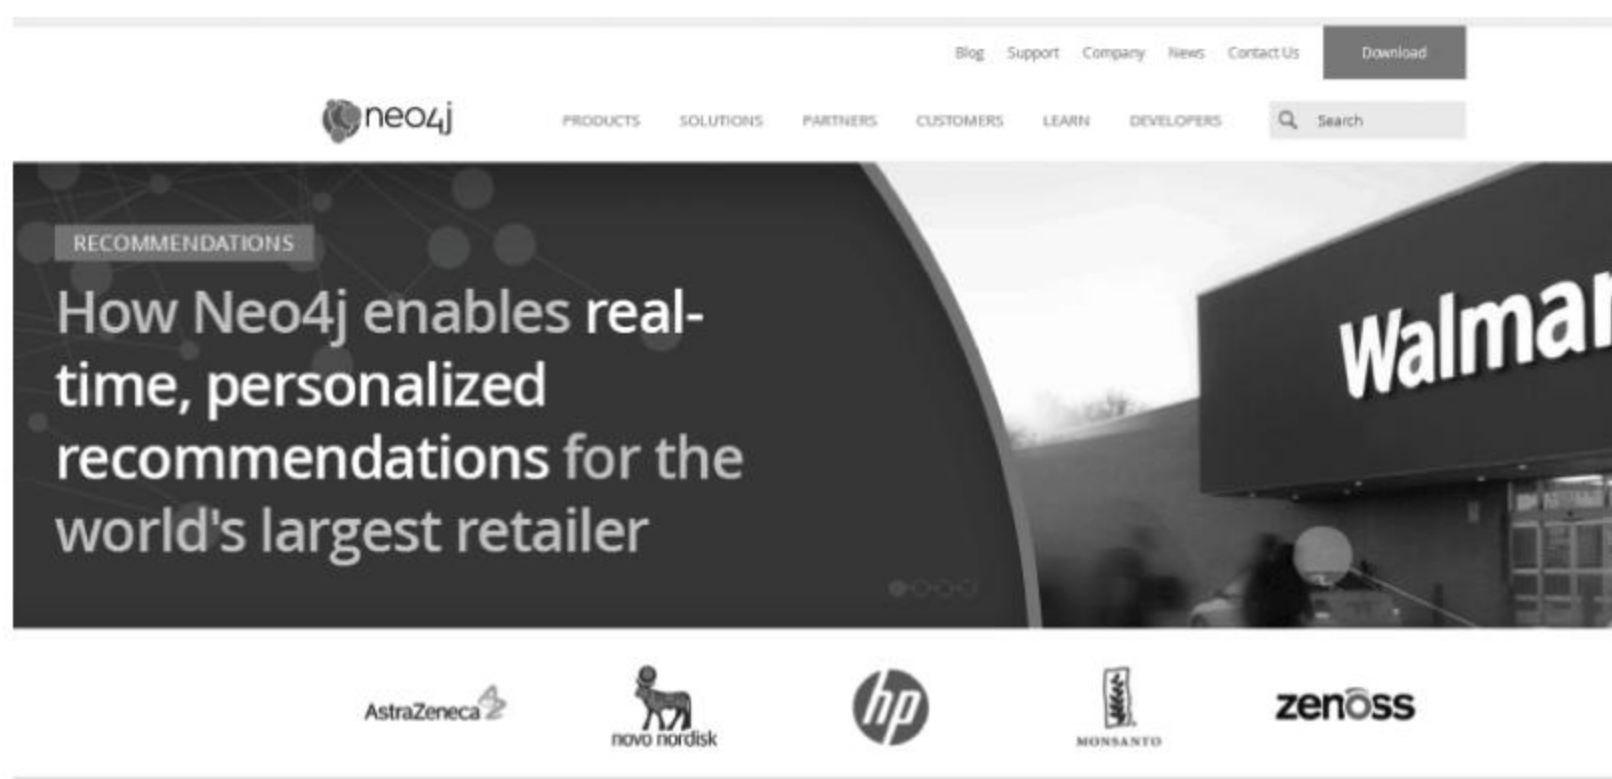 Blog Support Company News Contact Us Download
neo4j PRODUCTS SOLUTIONS PARTNERS CUSTOMERS LEARN DEVELOPERS Search
RECOMMENDATIONS
How Neo4j enables real-
time, personalized
recommendations for the
world's largest retailer
Walmar
AstraZeneca novo nordisk hp MONSANTO zenoss